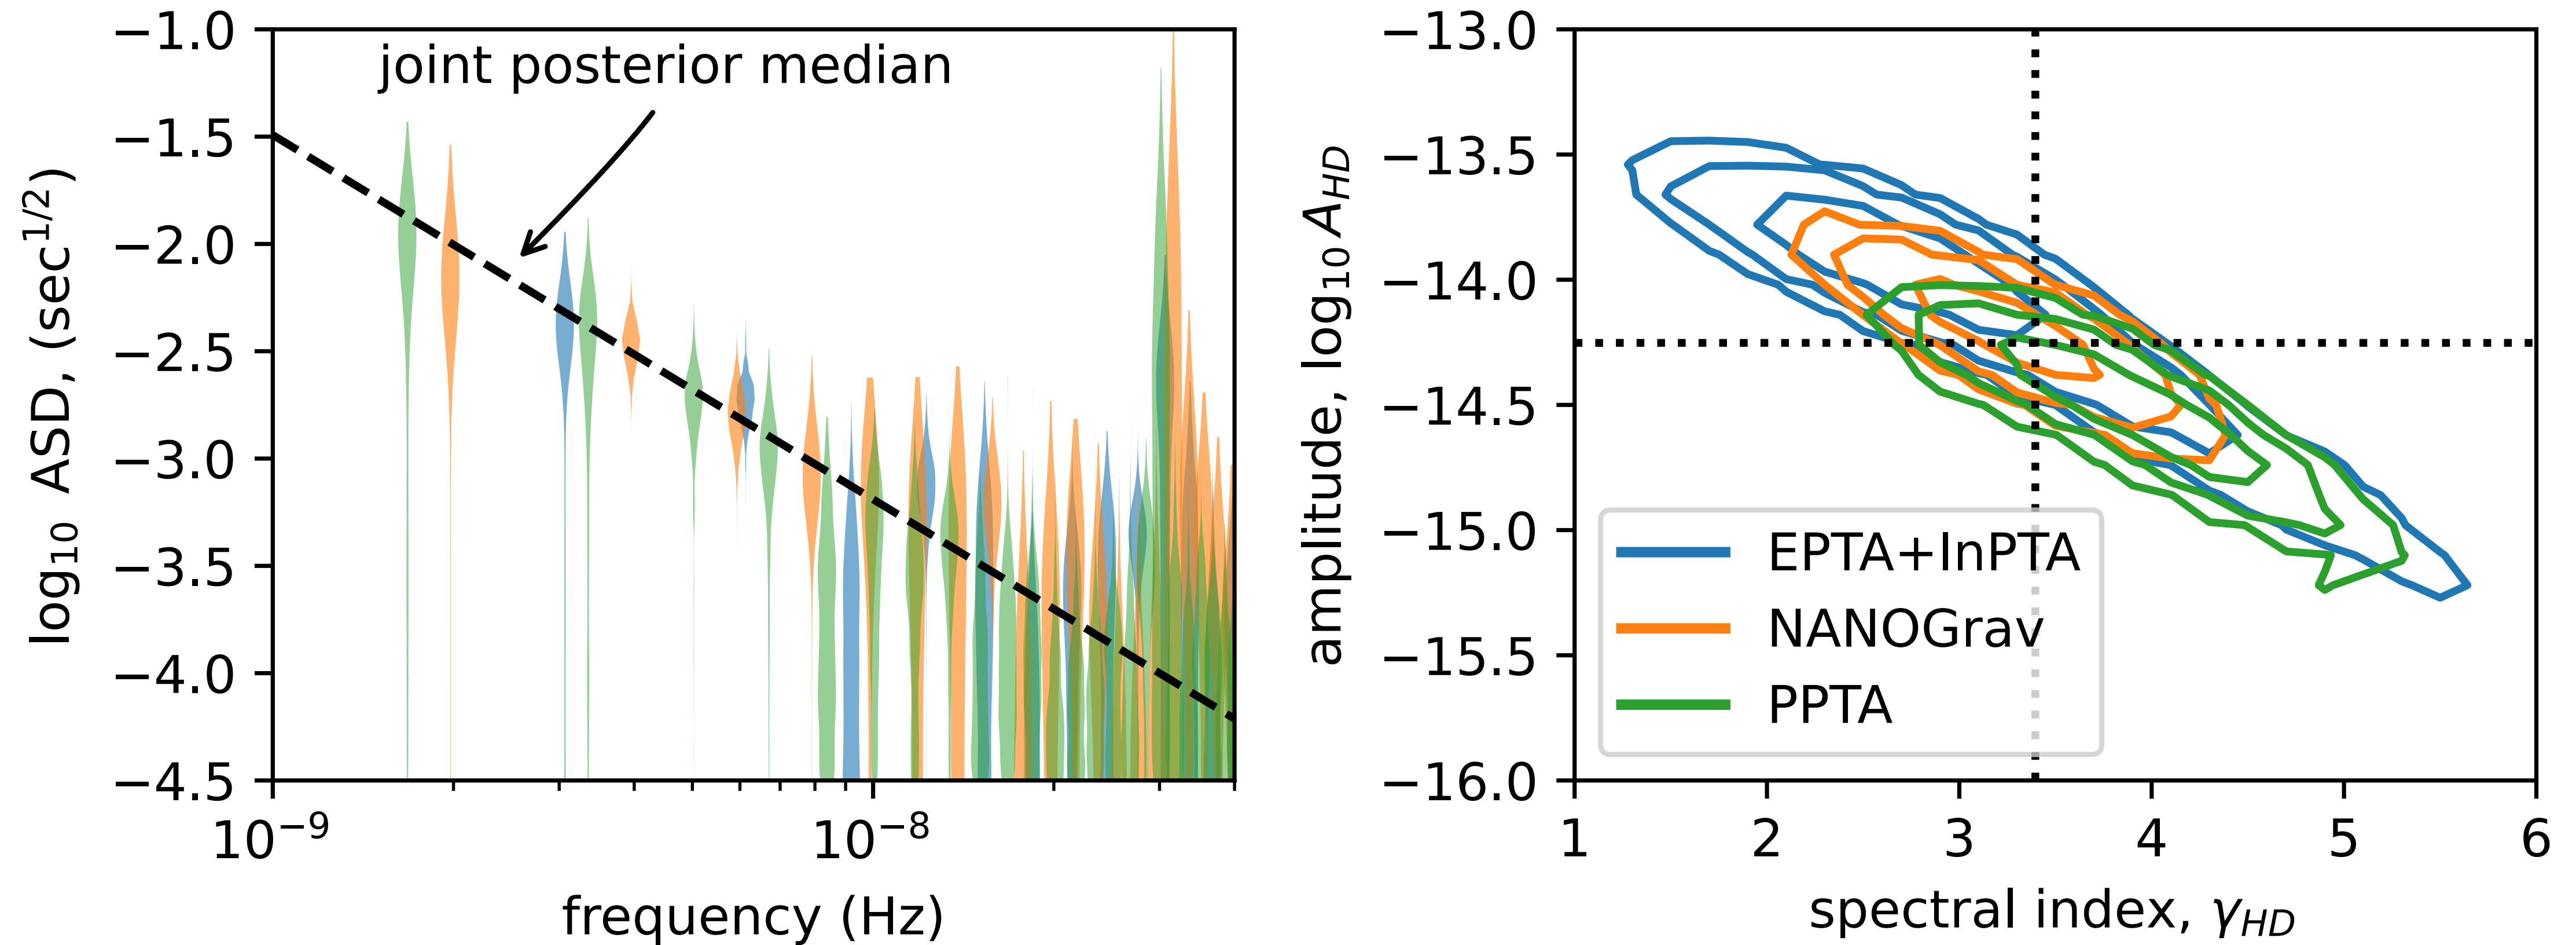 joint posterior median
log₁₀ ASD, (sec¹/²)
−1.0
−1.5
−2.0
−2.5
−3.0
−3.5
−4.0
−4.5
10⁻⁹
10⁻⁸
frequency (Hz)
amplitude, log₁₀ A_HD
−13.0
−13.5
−14.0
−14.5
−15.0
−15.5
−16.0
EPTA+InPTA
NANOGrav
PPTA
1
2
3
4
5
6
spectral index, γ_HD